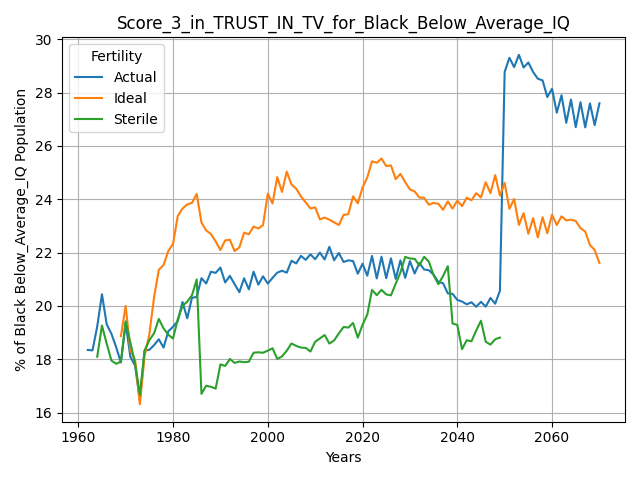 Score_3_in_TRUST_IN_TV_for_Black_Below_Average_IQ
% of Black Below_Average_IQ Population
30
28
26
24
22
20
18
16
Fertility
Actual
Ideal
Sterile
1960 1980 2000 2020 2040 2060
Years